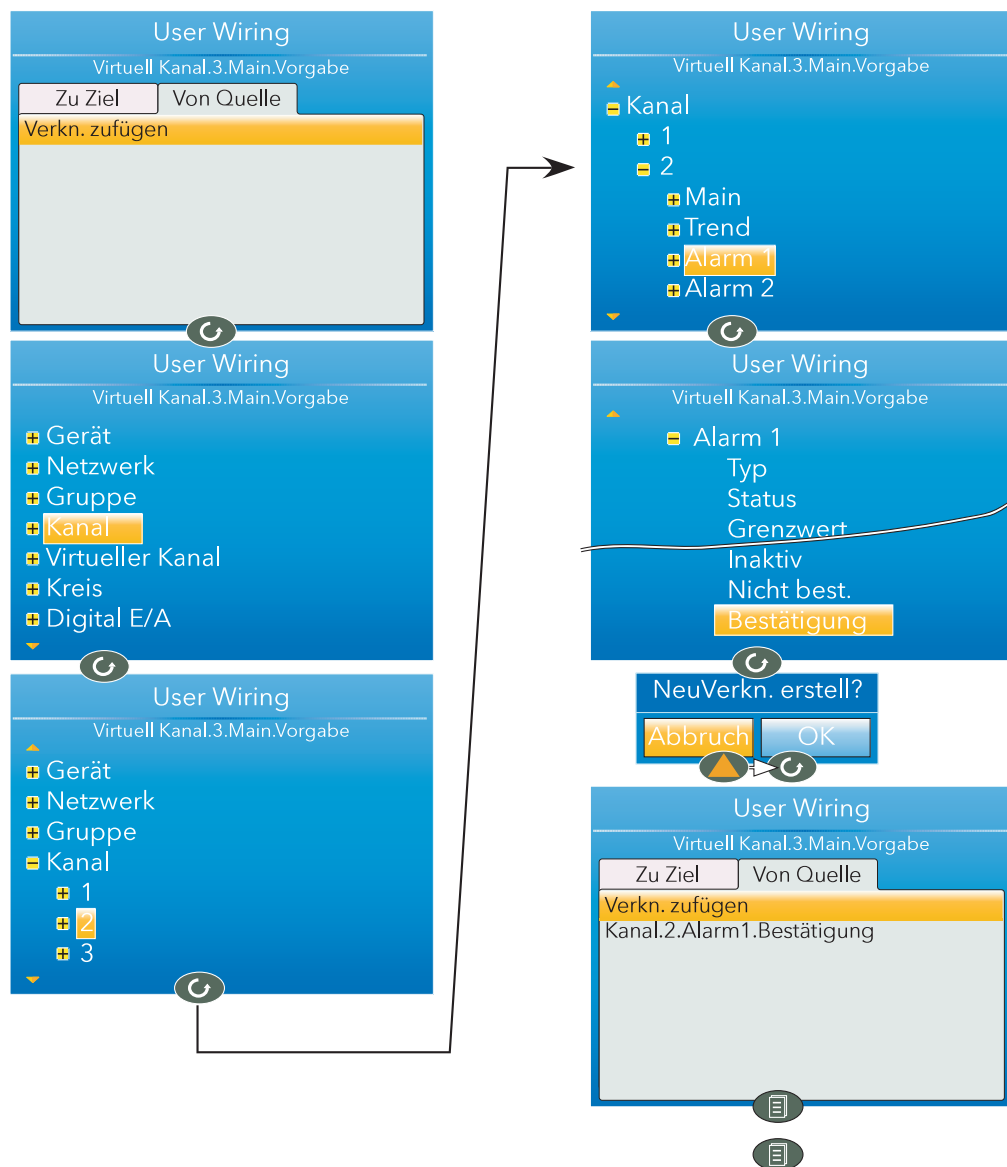 User Wiring
Virtuell Kanal.3.Main.Vorgabe
Zu Ziel
Von Quelle
Verkn. zufügen
User Wiring
Virtuell Kanal.3.Main.Vorgabe
Gerät
Netzwerk
Gruppe
Kanal
Virtueller Kanal
Kreis
Digital E/A
User Wiring
Virtuell Kanal.3.Main.Vorgabe
Gerät
Netzwerk
Gruppe
Kanal
1
2
3
User Wiring
Virtuell Kanal.3.Main.Vorgabe
Kanal
1
2
Main
Trend
Alarm 1
Alarm 2
User Wiring
Virtuell Kanal.3.Main.Vorgabe
Alarm 1
Typ
Status
Grenzwert
Inaktiv
Nicht best.
Bestätigung
NeuVerkn. erstell?
Abbruch
OK
User Wiring
Virtuell Kanal.3.Main.Vorgabe
Zu Ziel
Von Quelle
Verkn. zufügen
Kanal.2.Alarm1.Bestätigung